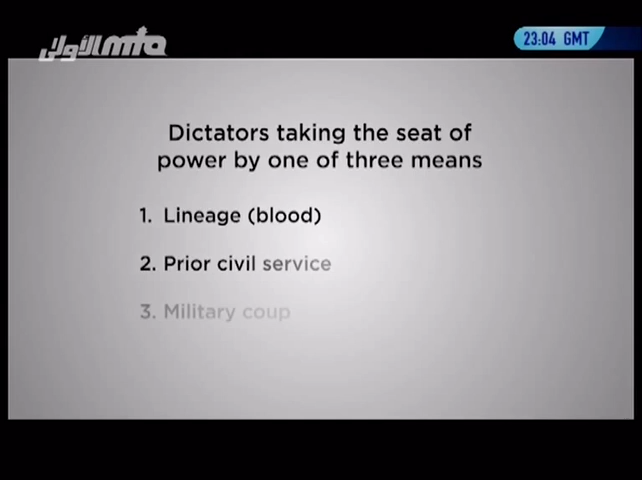 الأولى mta
23:04 GMT
Dictators taking the seat of
power by one of three means
1. Lineage (blood)
2. Prior civil service
3. Military coup